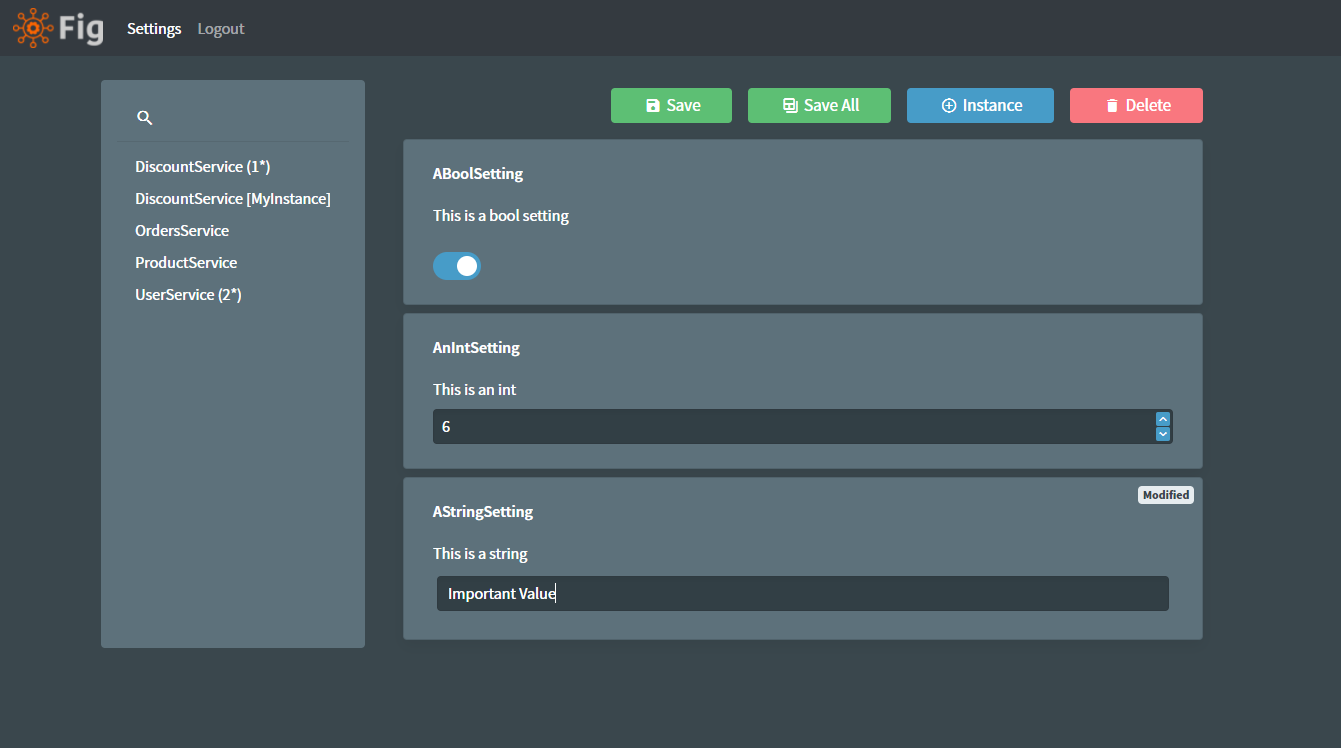 Fig
Settings
Logout
Save
Save All
Instance
Delete
DiscountService (1*)
DiscountService [MyInstance]
OrdersService
ProductService
UserService (2*)
ABoolSetting
This is a bool setting
AnIntSetting
This is an int
6
Modified
AStringSetting
This is a string
Important Value